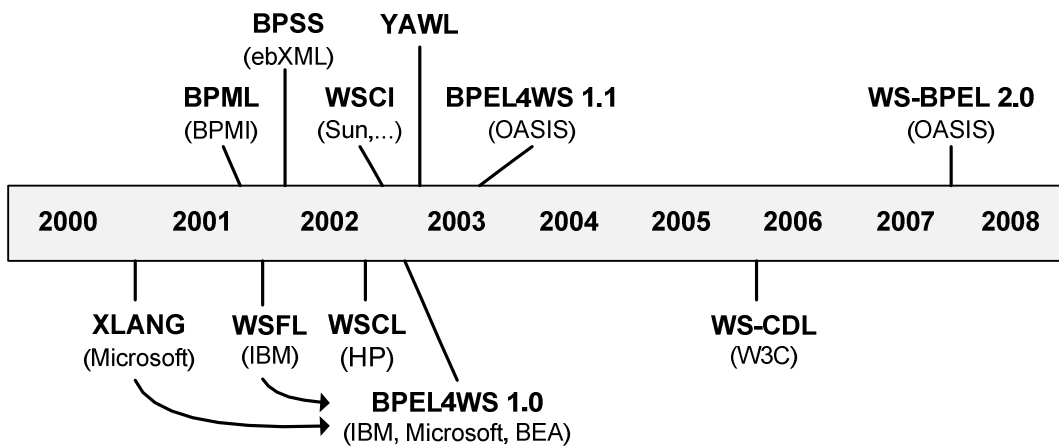 BPSS
(ebXML)
YAWL
BPML
(BPMI)
WSCI
(Sun,...)
BPEL4WS 1.1
(OASIS)
WS-BPEL 2.0
(OASIS)
2000 2001 2002 2003 2004 2005 2006 2007 2008
XLANG
(Microsoft)
WSFL
(IBM)
WSCL
(HP)
WS-CDL
(W3C)
BPEL4WS 1.0
(IBM, Microsoft, BEA)